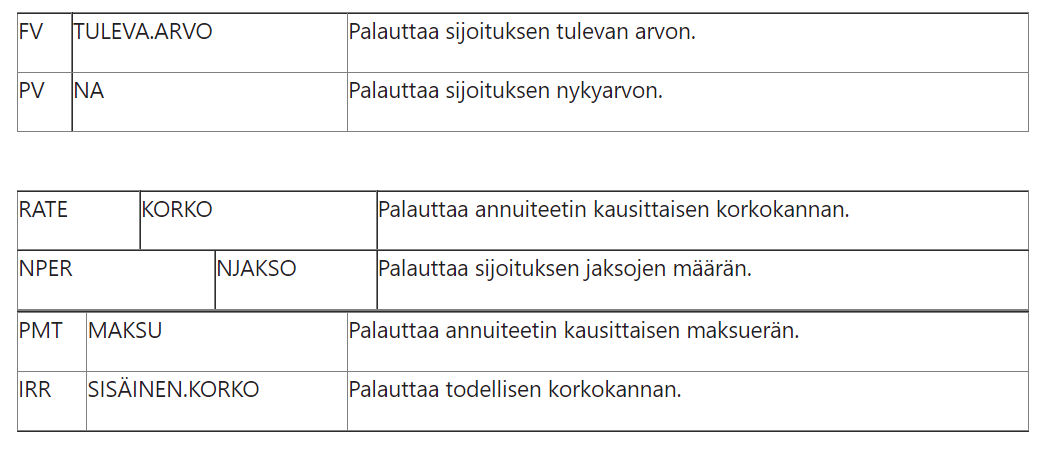 FV TULEVA.ARVO Palauttaa sijoituksen tulevan arvon.
PV NA Palauttaa sijoituksen nykyarvon.
RATE KORKO Palauttaa annuiteetin kausittaisen korkokannan.
NPER NJAKSO Palauttaa sijoituksen jaksojen määrän.
PMT MAKSU Palauttaa annuiteetin kausittaisen maksuerän.
IRR SISÄINEN.KORKO Palauttaa todellisen korkokannan.